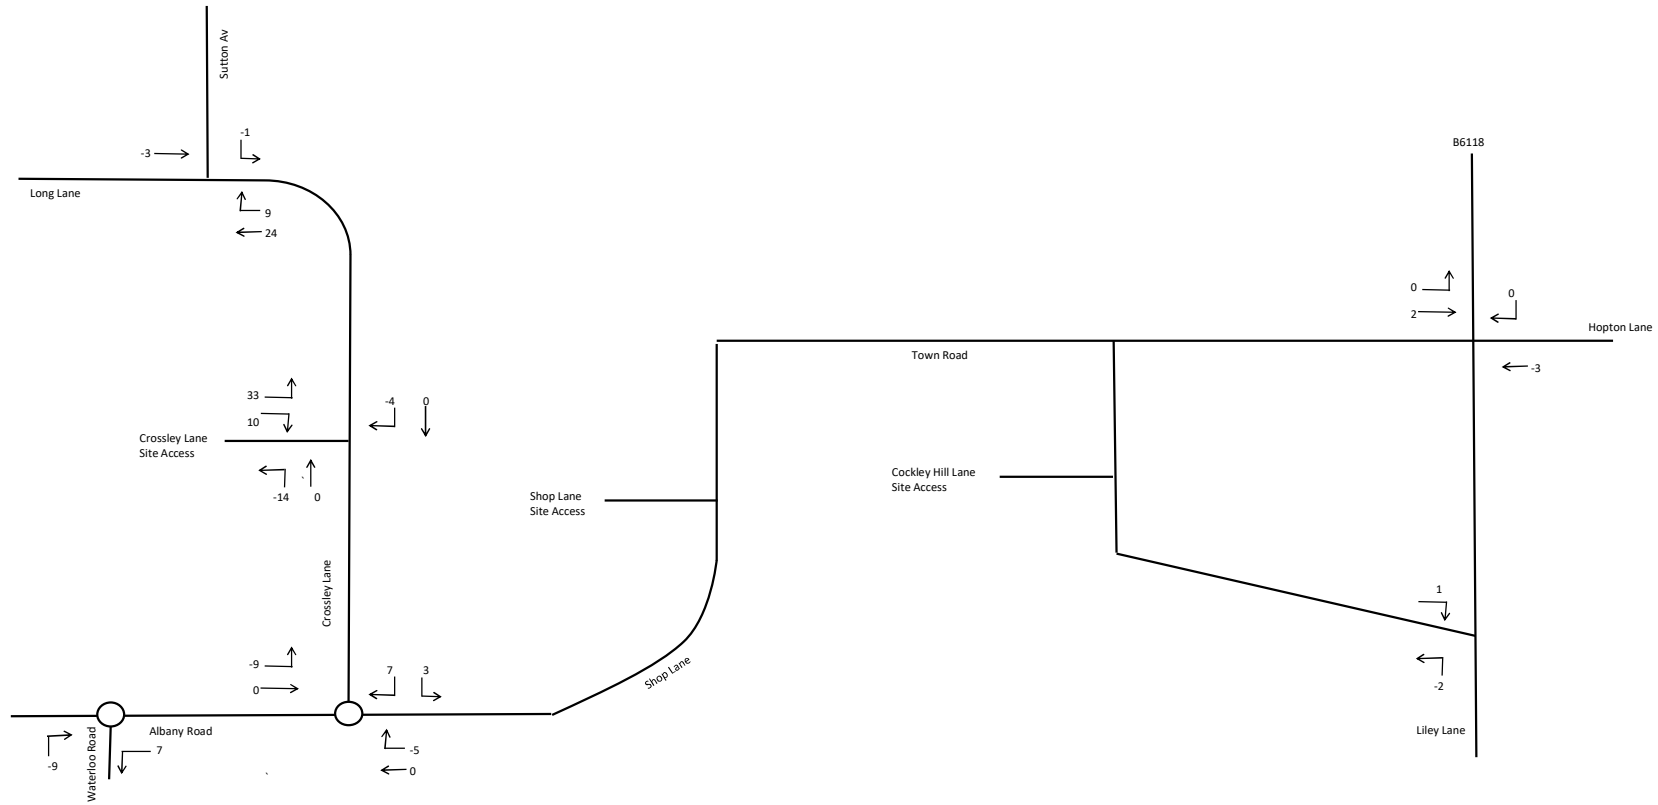 Sutton Av
-1
-3
B6118
Long Lane
9
24
0
0
2
Hopton Lane
Town Road
-3
33
-4
0
10
Crossley Lane
Site Access
Cockley Hill Lane
Site Access
-14
0
Shop Lane
Site Access
Crossley Lane
1
-9
7
3
0
Shop Lane
-2
Albany Road
Liley Lane
Waterloo Road
7
-5
-9
0